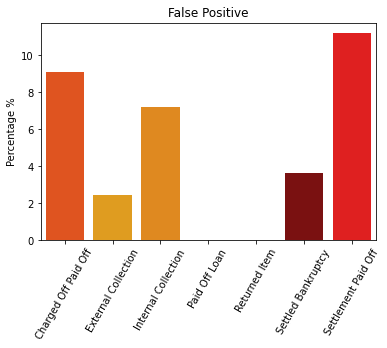 False Positive
Percentage %
10
8
6
4
2
0
Charged Off Paid Off
External Collection
Internal Collection
Paid Off Loan
Returned Item
Settled Bankruptcy
Settlement Paid Off